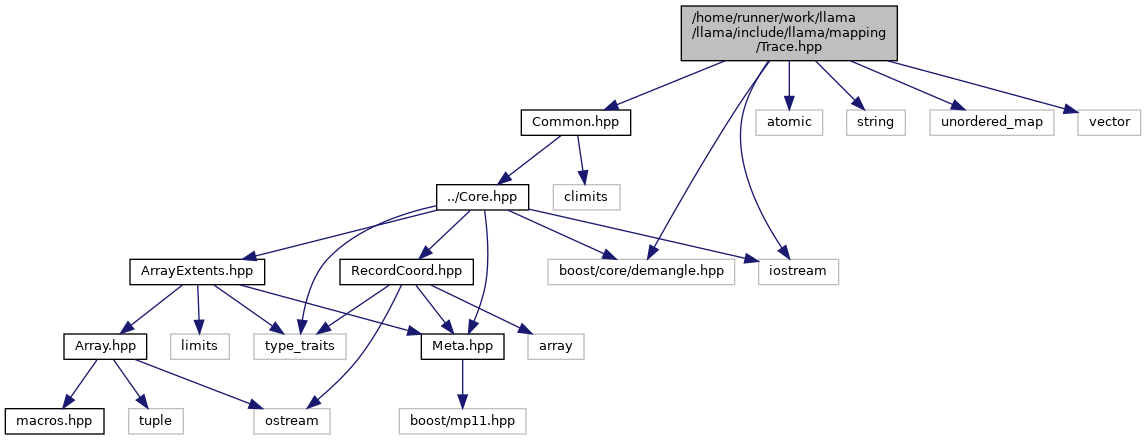 /home/runner/work/llama
/llama/include/llama/mapping
/Trace.hpp
Common.hpp
atomic
string
unordered_map
vector
../Core.hpp
climits
ArrayExtents.hpp
RecordCoord.hpp
boost/core/demangle.hpp
iostream
Array.hpp
limits
type_traits
Meta.hpp
array
macros.hpp
tuple
ostream
boost/mp11.hpp